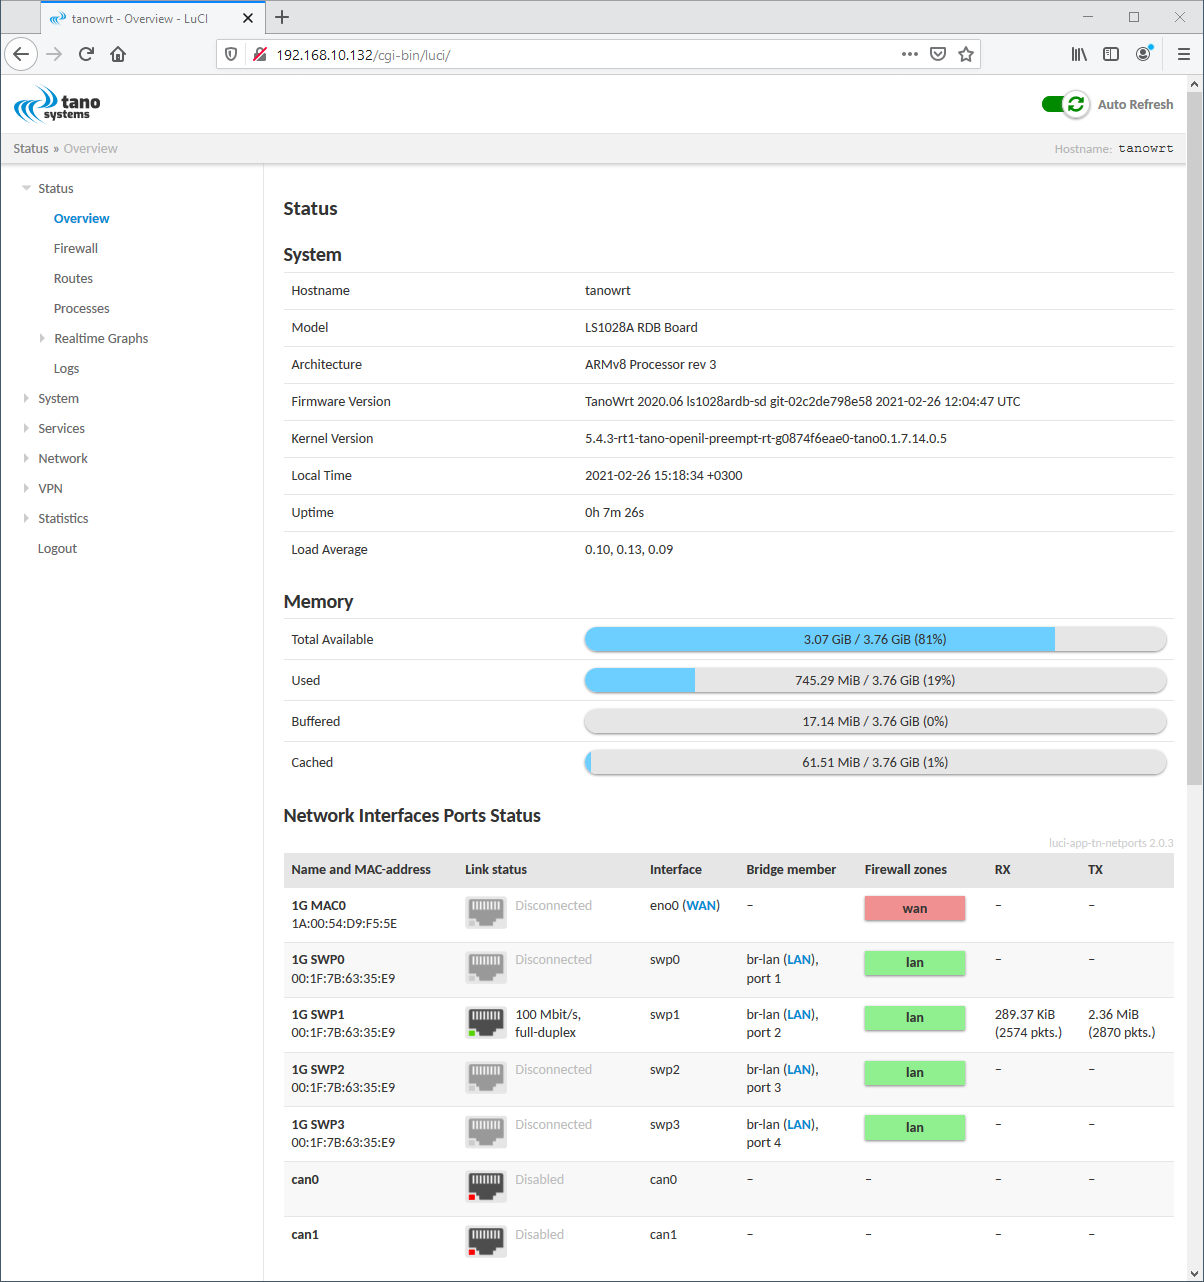 tanowrt - Overview - LuCI
192.168.10.132/cgi-bin/luci/
tano
systems
Auto Refresh
Status » Overview
Hostname: tanowrt
Status
Overview
Firewall
Routes
Processes
Realtime Graphs
Logs
System
Services
Network
VPN
Statistics
Logout
Status
System
Hostname tanowrt
Model LS1028A RDB Board
Architecture ARMv8 Processor rev 3
Firmware Version TanoWrt 2020.06 ls1028ardb-sd git-02c2de798e58 2021-02-26 12:04:47 UTC
Kernel Version 5.4.3-rt1-tano-openil-preempt-rt-g0874f6eae0-tano0.1.7.14.0.5
Local Time 2021-02-26 15:18:34 +0300
Uptime 0h 7m 26s
Load Average 0.10, 0.13, 0.09
Memory
Total Available 3.07 GiB / 3.76 GiB (81%)
Used 745.29 MiB / 3.76 GiB (19%)
Buffered 17.14 MiB / 3.76 GiB (0%)
Cached 61.51 MiB / 3.76 GiB (1%)
Network Interfaces Ports Status
luci-app-tn-netports 2.0.3
Name and MAC-address Link status Interface Bridge member Firewall zones RX TX
1G MAC0 Disconnected eno0 (WAN) – wan – –
1A:00:54:D9:F5:5E
1G SWP0 Disconnected swp0 br-lan (LAN), lan – –
00:1F:7B:63:35:E9 port 1
1G SWP1 100 Mbit/s, swp1 br-lan (LAN), lan 289.37 KiB 2.36 MiB
00:1F:7B:63:35:E9 full-duplex port 2 (2574 pkts.) (2870 pkts.)
1G SWP2 Disconnected swp2 br-lan (LAN), lan – –
00:1F:7B:63:35:E9 port 3
1G SWP3 Disconnected swp3 br-lan (LAN), lan – –
00:1F:7B:63:35:E9 port 4
can0 Disabled can0 – – – –
can1 Disabled can1 – – – –